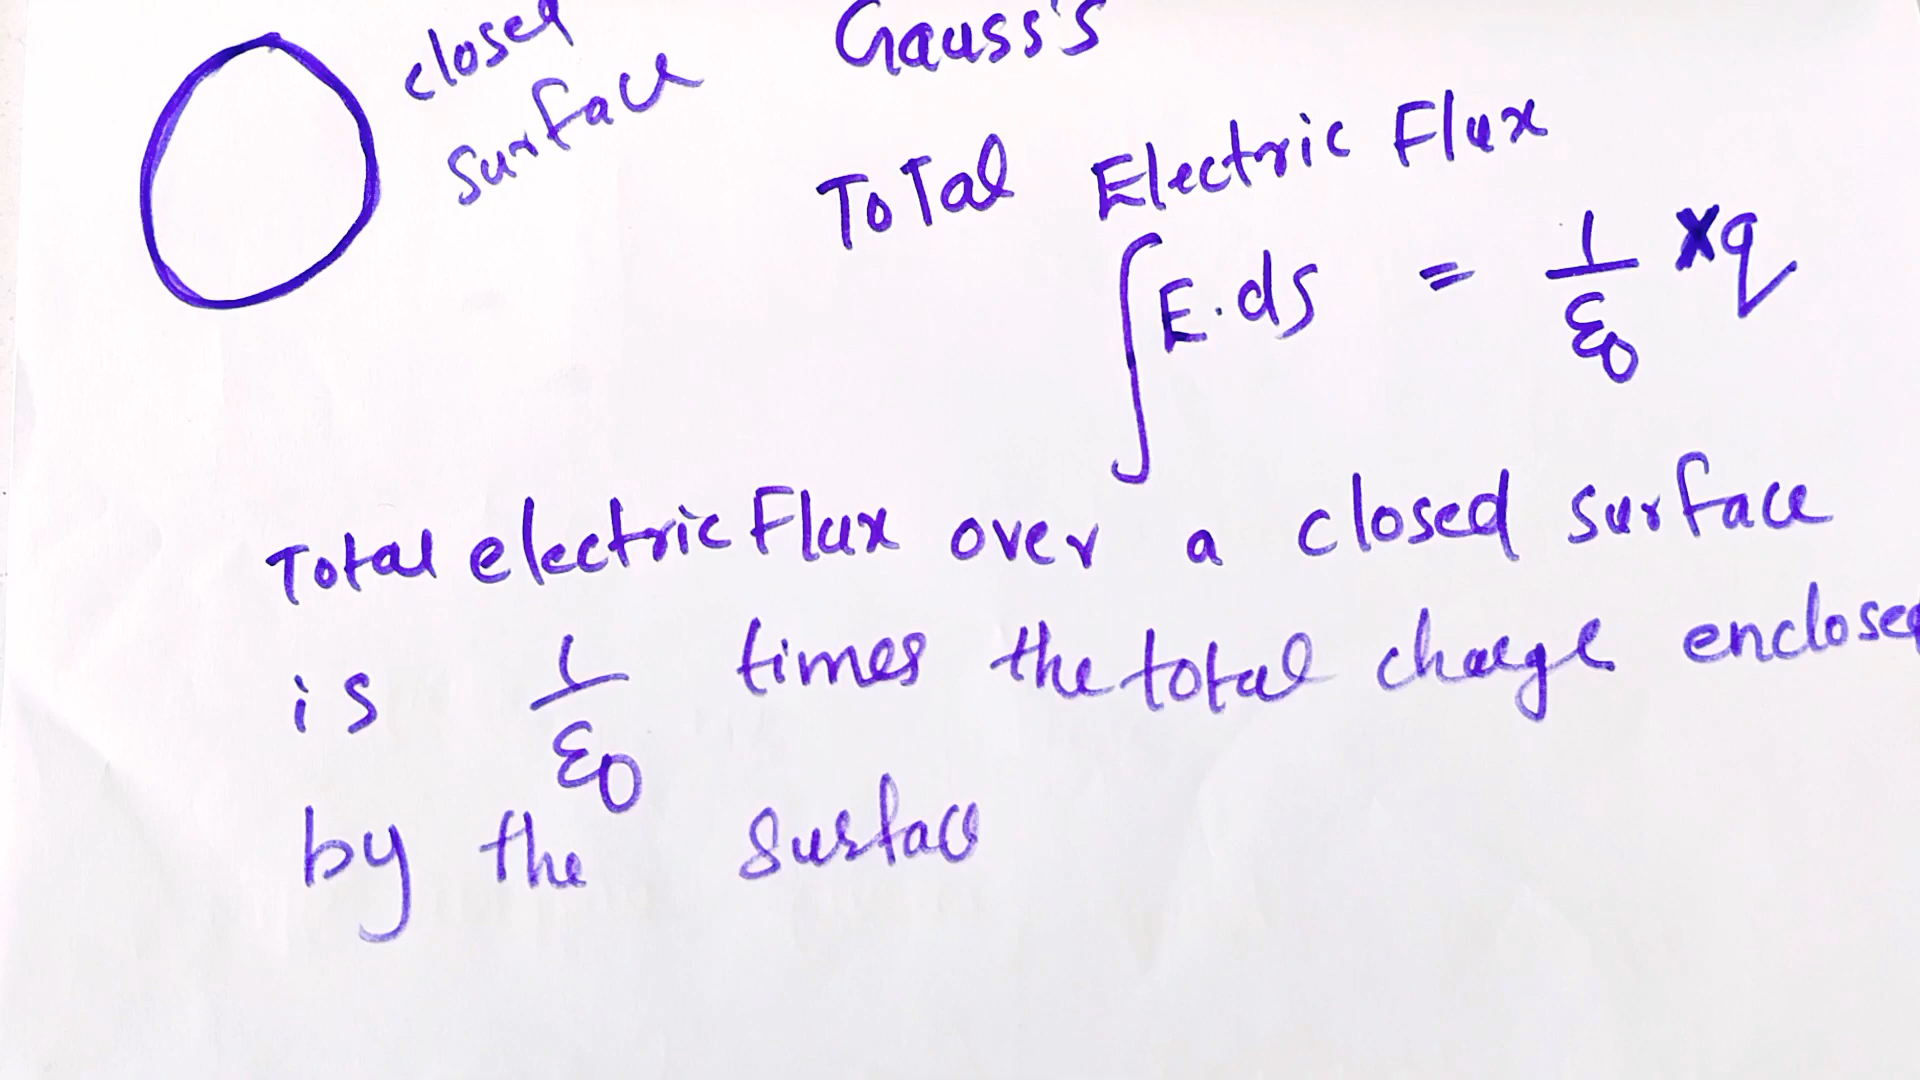 closed
surface
Gauss's
Total Electric Flux
∫E.ds = 1/ε0 xq
Total electric Flux over a closed surface
is 1/ε0 times the total charge enclosed
by the surface